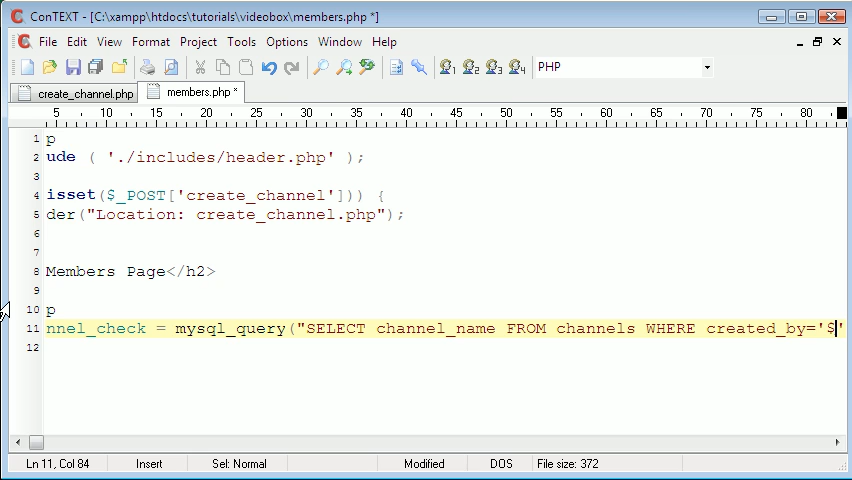 ConTEXT - [C:\xampp\htdocs\tutorials\videobox\members.php *]
File Edit View Format Project Tools Options Window Help
1 2 3 4 PHP
create_channel.php members.php *
5 10 15 20 25 30 35 40 45 50 55 60 65 70 75 80
1 p
2 ude ( './includes/header.php' );
3
4 isset($_POST['create_channel'])) {
5 der("Location: create_channel.php");
6
7
8 Members Page</h2>
9
10 p
11 nnel_check = mysql_query("SELECT channel_name FROM channels WHERE created_by='$'
12
Ln 11, Col 84 Insert Sel: Normal Modified DOS File size: 372